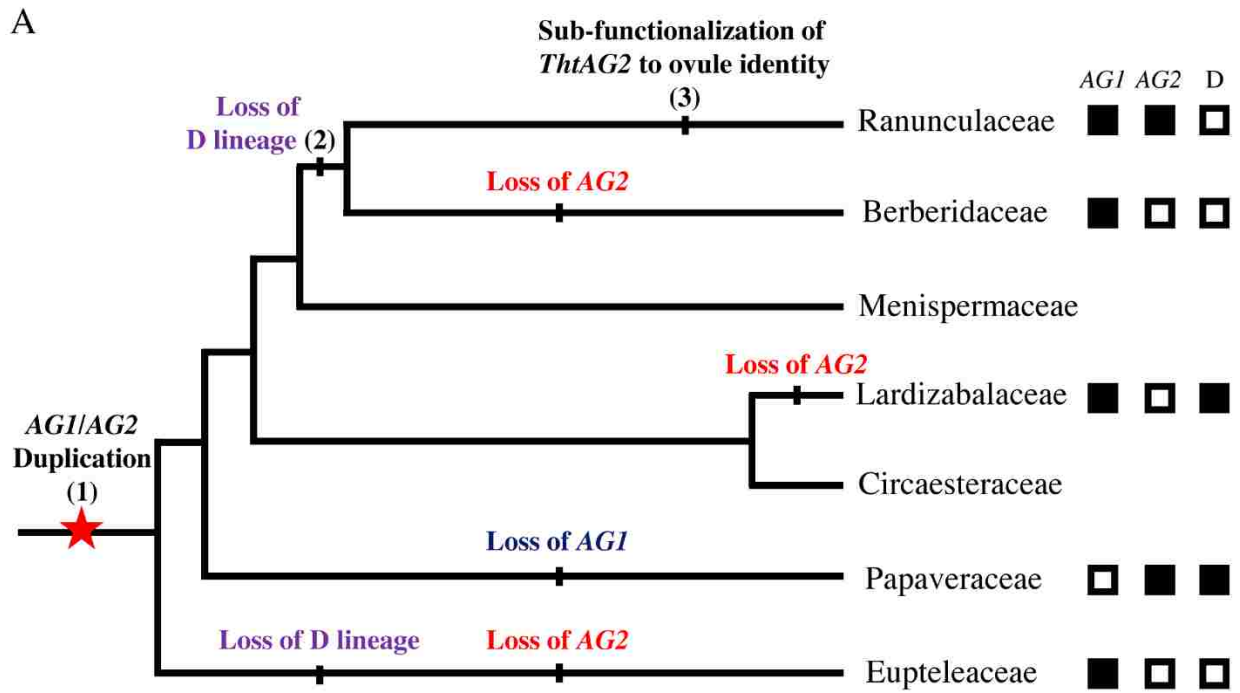 A
Sub-functionalization of
ThtAG2 to ovule identity
(3)
AG1 AG2 D
Loss of
D lineage (2)
Ranunculaceae
Loss of AG2
Berberidaceae
Menispermaceae
Loss of AG2
Lardizabalaceae
AG1/AG2
Duplication
(1)
Circaesteraceae
Loss of AG1
Papaveraceae
Loss of D lineage
Loss of AG2
Eupteleaceae